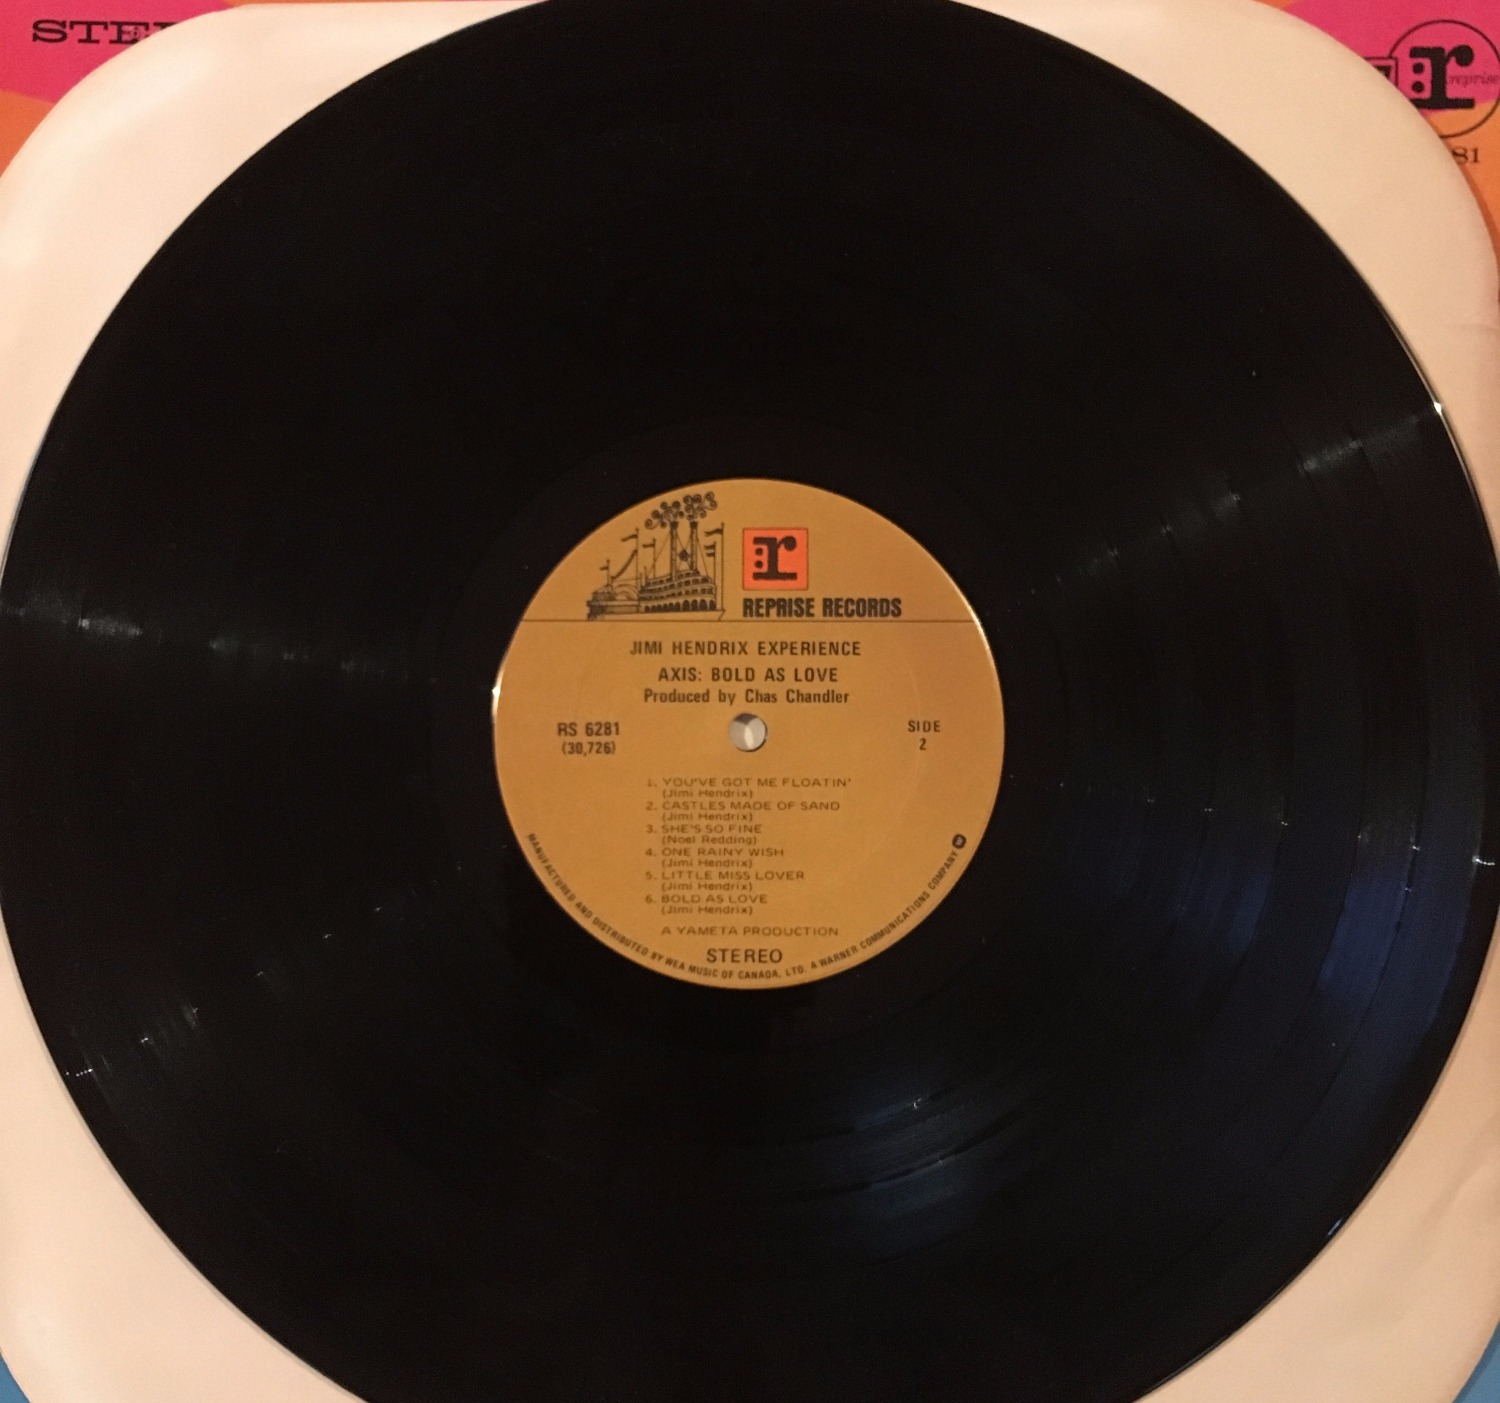 STE
r
reprise
81
:r
REPRISE RECORDS
JIMI HENDRIX EXPERIENCE
AXIS: BOLD AS LOVE
Produced by Chas Chandler
RS 6281
(30,726)
SIDE
2
1. YOU'VE GOT ME FLOATIN'
(Jimi Hendrix)
2. CASTLES MADE OF SAND
(Jimi Hendrix)
3. SHE'S SO FINE
(Noel Redding)
4. ONE RAINY WISH
(Jimi Hendrix)
5. LITTLE MISS LOVER
(Jimi Hendrix)
6. BOLD AS LOVE
(Jimi Hendrix)
A YAMETA PRODUCTION
STEREO
MANUFACTURED AND DISTRIBUTED BY WEA MUSIC OF CANADA, LTD. A WARNER COMMUNICATIONS COMPANY